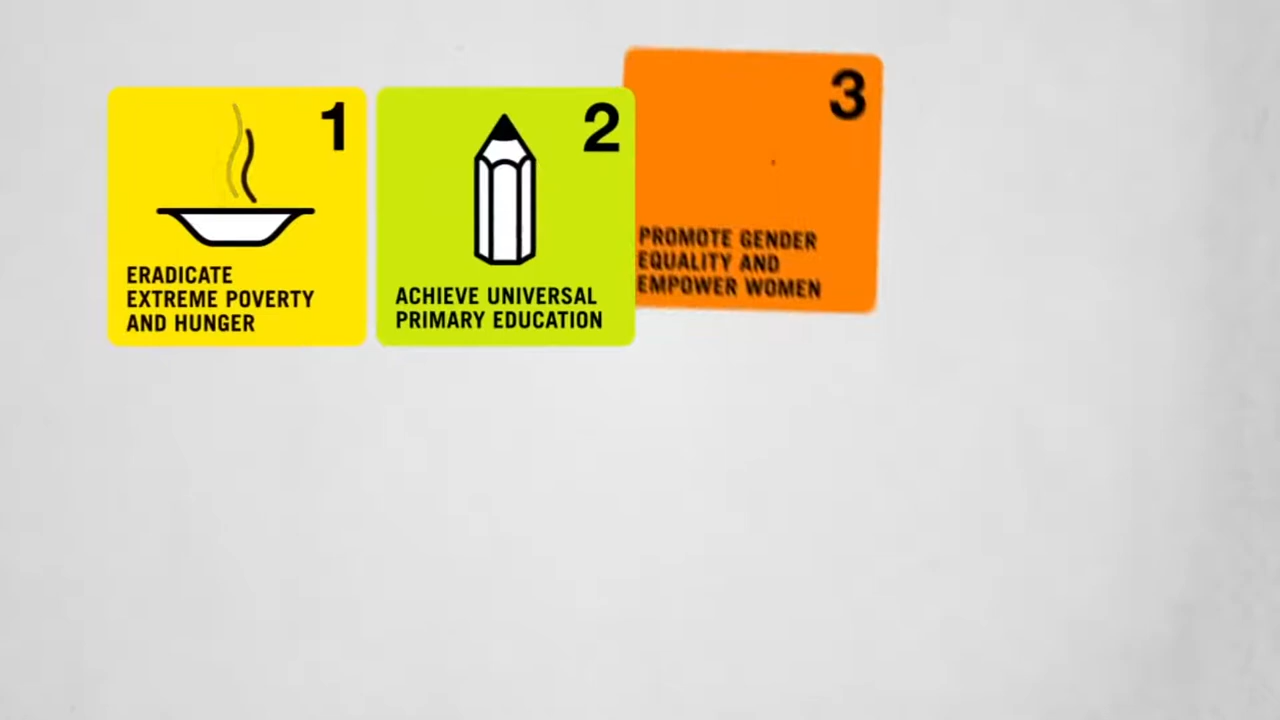 1
ERADICATE
EXTREME POVERTY
AND HUNGER
2
ACHIEVE UNIVERSAL
PRIMARY EDUCATION
3
PROMOTE GENDER
EQUALITY AND
EMPOWER WOMEN